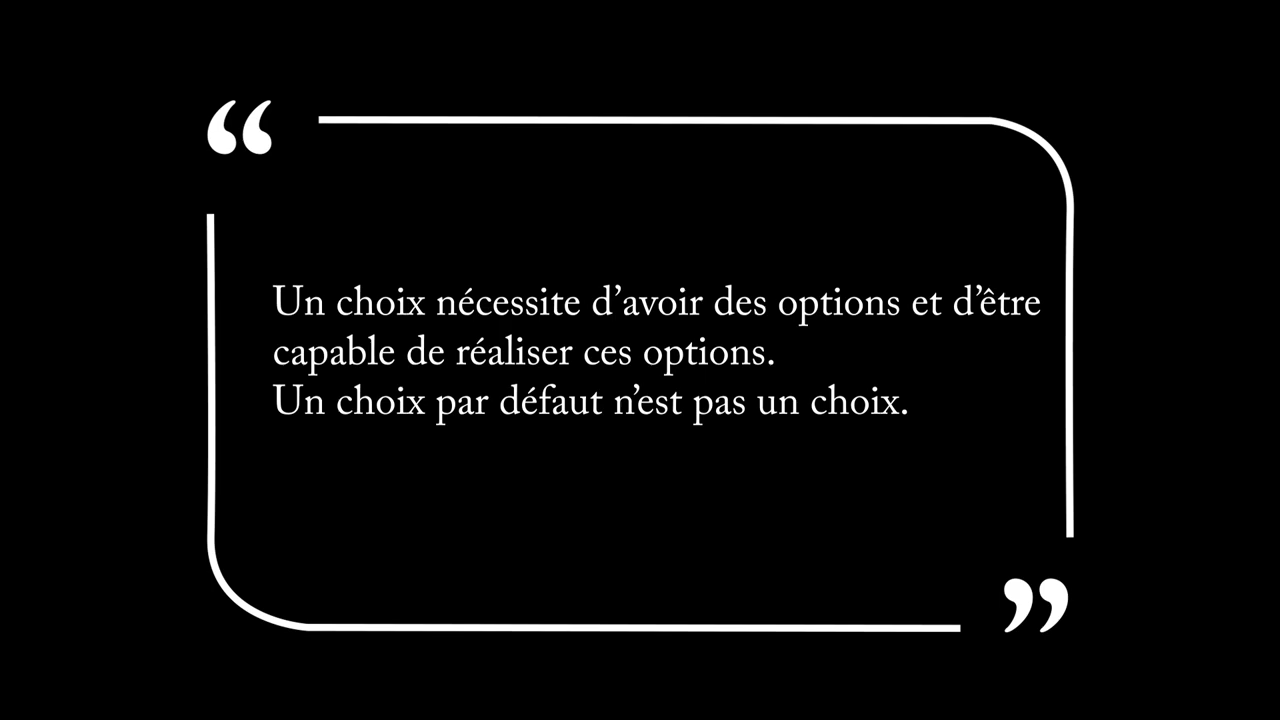 Un choix nécessite d’avoir des options et d’être
capable de réaliser ces options.
Un choix par défaut n’est pas un choix.